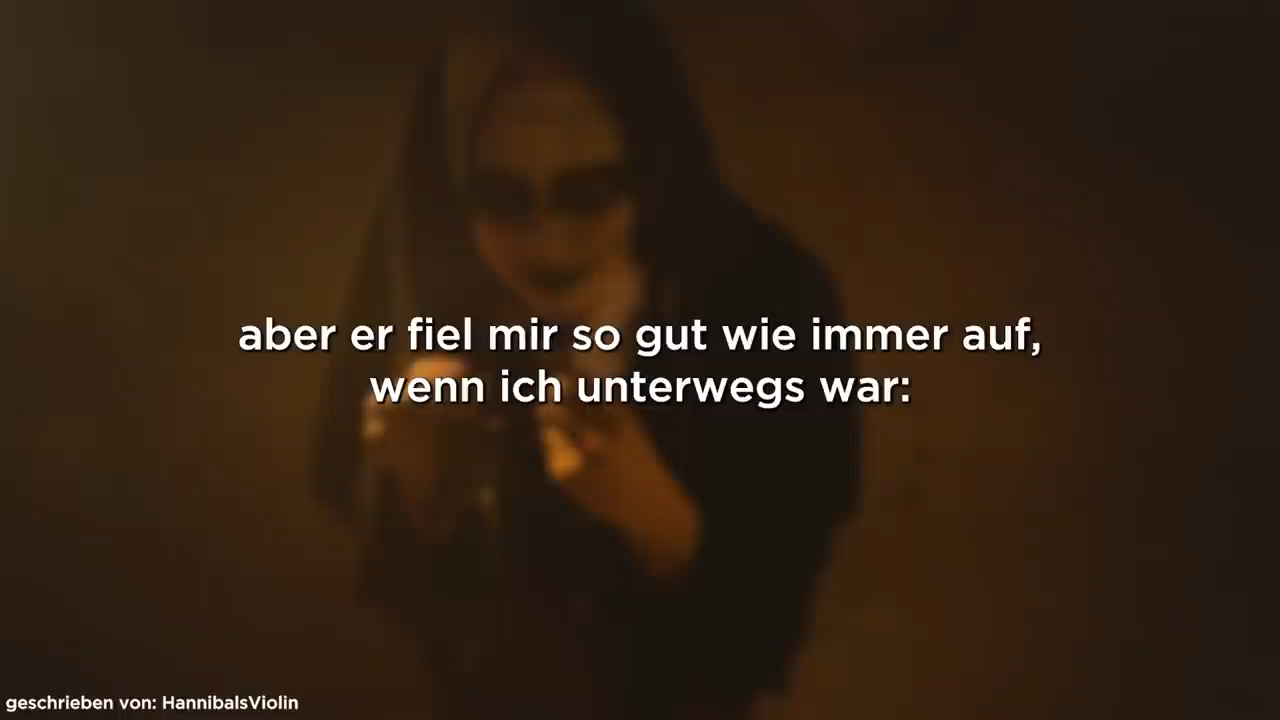 aber er fiel mir so gut wie immer auf,
wenn ich unterwegs war:
geschrieben von: HannibalsViolin